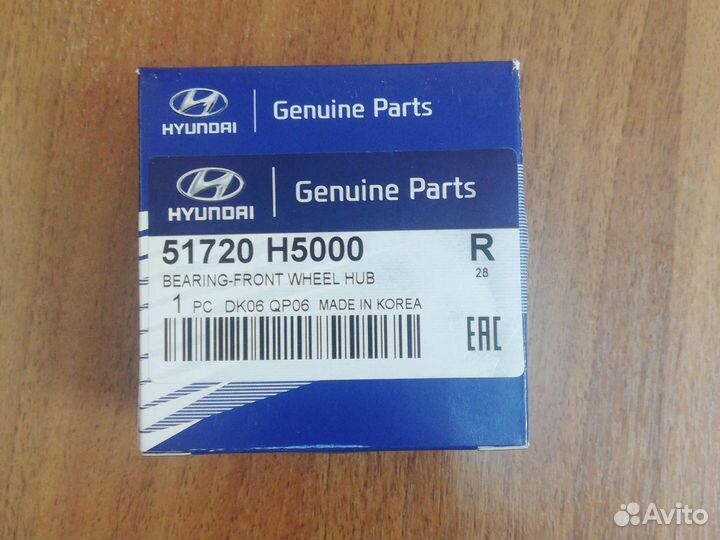 HYUNDAI Genuine Parts
HYUNDAI Genuine Parts
51720 H5000 R
28
BEARING-FRONT WHEEL HUB
1 PC DK06 QP06 MADE IN KOREA
EAC
Avito